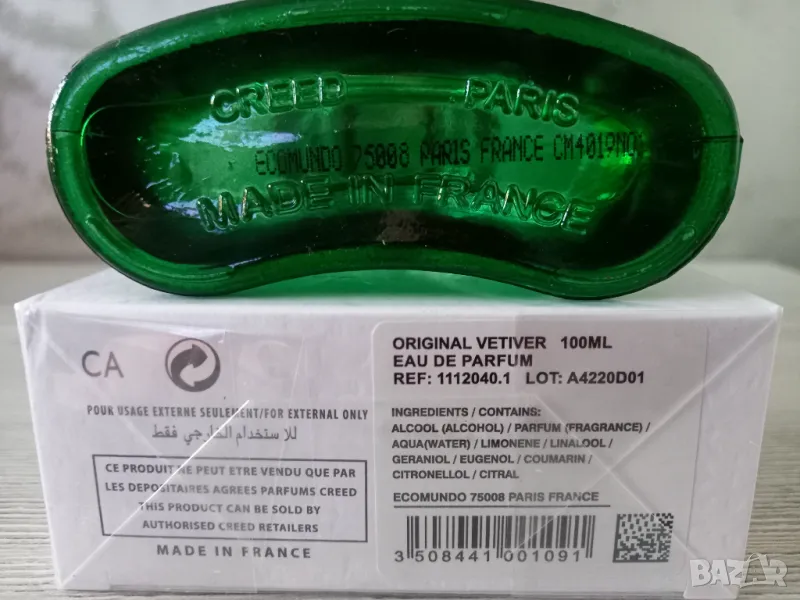 CREED PARIS
ECOMUNDO 75008 PARIS FRANCE CM4019N01
MADE IN FRANCE
CA
POUR USAGE EXTERNE SEULEMENT/FOR EXTERNAL ONLY
للاستخدام الخارجي فقط
CE PRODUIT NE PEUT ETRE VENDU QUE PAR
LES DEPOSITAIRES AGREES PARFUMS CREED
THIS PRODUCT CAN BE SOLD BY
AUTHORISED CREED RETAILERS
MADE IN FRANCE
ORIGINAL VETIVER 100ML
EAU DE PARFUM
REF: 1112040.1 LOT: A4220D01
INGREDIENTS / CONTAINS:
ALCOOL (ALCOHOL) / PARFUM (FRAGRANCE) /
AQUA(WATER) / LIMONENE / LINALOOL /
GERANIOL / EUGENOL / COUMARIN /
CITRONELLOL / CITRAL
ECOMUNDO 75008 PARIS FRANCE
3 508441 001091
BAZAR